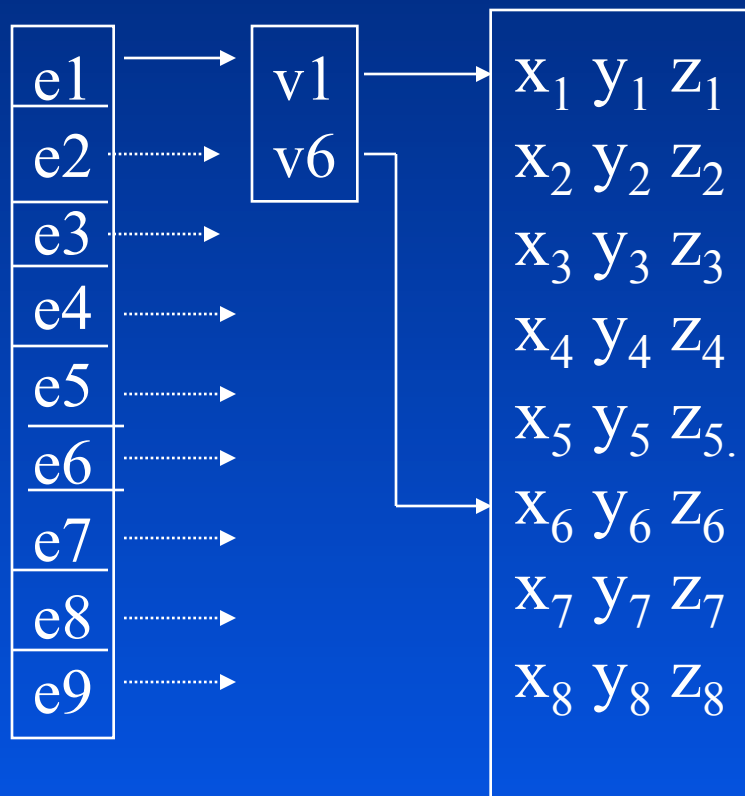 e1
e2
e3
e4
e5
e6
e7
e8
e9
v1
v6
x₁ y₁ z₁
x₂ y₂ z₂
x₃ y₃ z₃
x₄ y₄ z₄
x₅ y₅ z₅.
x₆ y₆ z₆
x₇ y₇ z₇
x₈ y₈ z₈